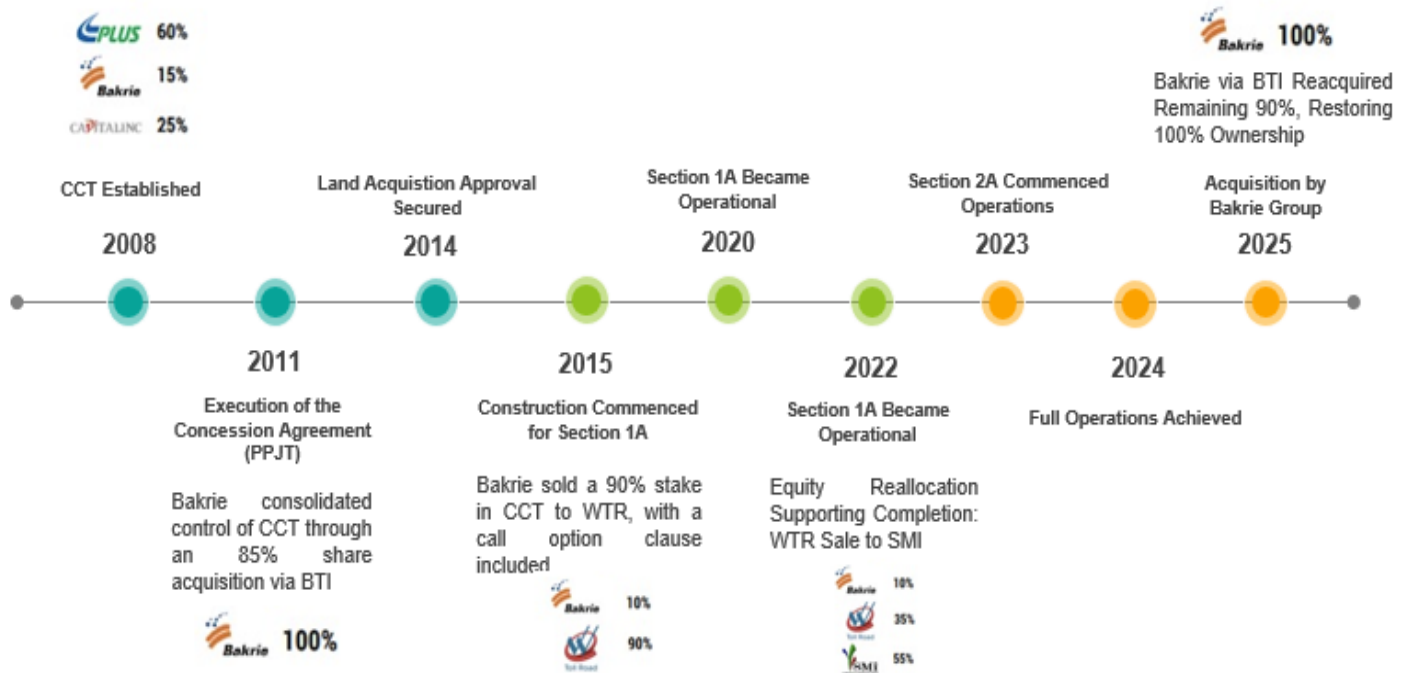 PLUS 60%
Bakrie 15%
CAPITALINC 25%
CCT Established
2008
2011
Execution of the
Concession Agreement
(PPJT)
Bakrie consolidated
control of CCT through
an 85% share
acquisition via BTI
Bakrie 100%
Land Acquistion Approval
Secured
2014
2015
Construction Commenced
for Section 1A
Bakrie sold a 90% stake
in CCT to WTR, with a
call option clause
included
Bakrie 10%
Toll Road 90%
Section 1A Became
Operational
2020
2022
Section 1A Became
Operational
Equity Reallocation
Supporting Completion:
WTR Sale to SMI
Bakrie 10%
Toll Road 35%
SMI 55%
Section 2A Commenced
Operations
2023
2024
Full Operations Achieved
Bakrie 100%
Bakrie via BTI Reacquired
Remaining 90%, Restoring
100% Ownership
Acquisition by
Bakrie Group
2025